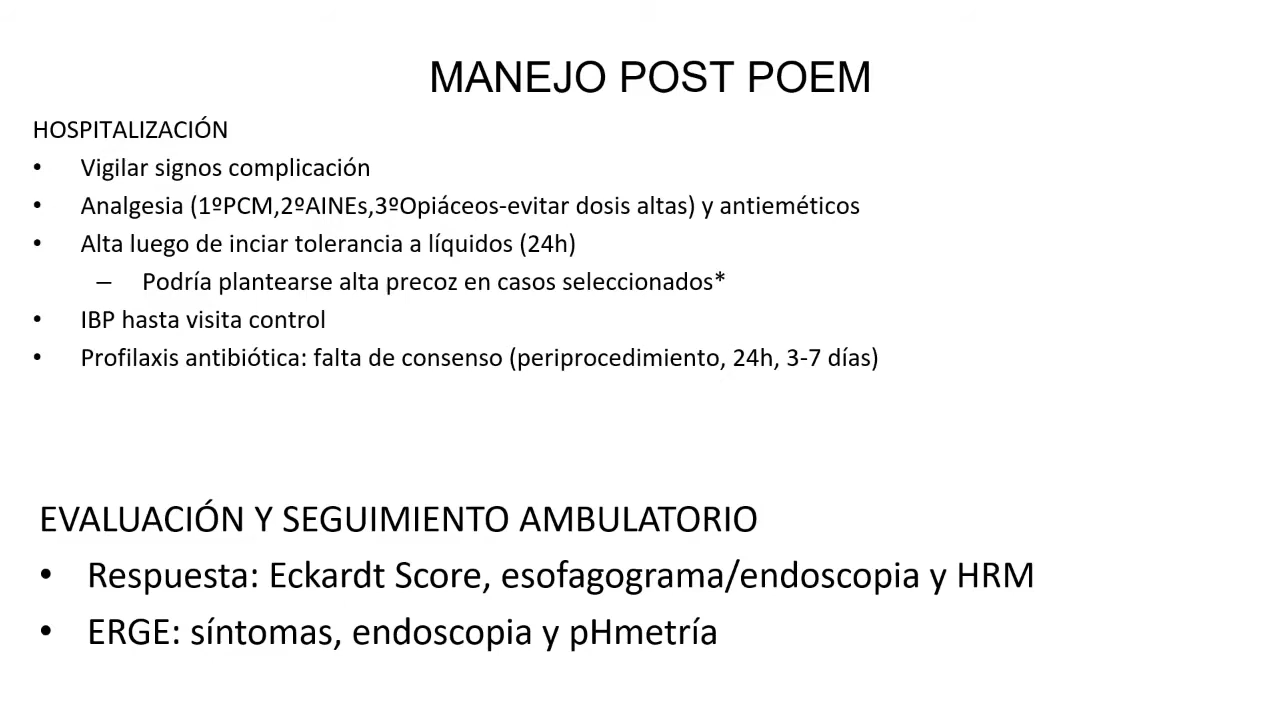 MANEJO POST POEM
HOSPITALIZACIÓN
• Vigilar signos complicación
• Analgesia (1ºPCM,2ºAINEs,3ºOpiáceos-evitar dosis altas) y antieméticos
• Alta luego de inciar tolerancia a líquidos (24h)
– Podría plantearse alta precoz en casos seleccionados*
• IBP hasta visita control
• Profilaxis antibiótica: falta de consenso (periprocedimiento, 24h, 3-7 días)
EVALUACIÓN Y SEGUIMIENTO AMBULATORIO
• Respuesta: Eckardt Score, esofagograma/endoscopia y HRM
• ERGE: síntomas, endoscopia y pHmetría